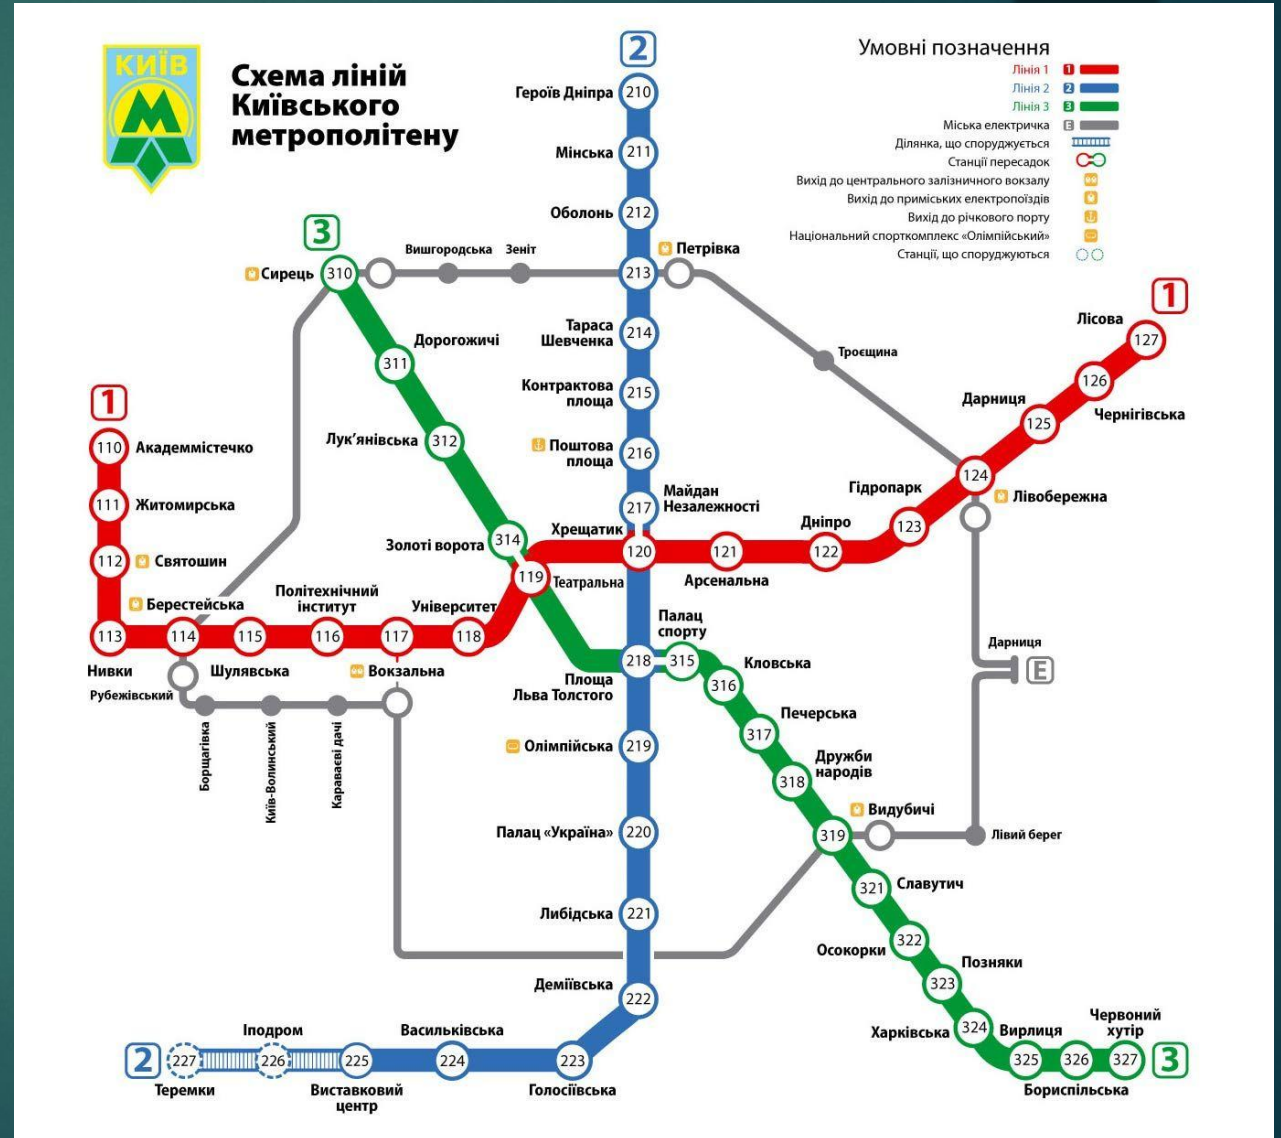 КИЇВ
Схема ліній
Київського
метрополітену
Умовні позначення
Лінія 1 1
Лінія 2 2
Лінія 3 3
Міська електричка E
Ділянка, що споруджується
Станції пересадок
Вихід до центрального залізничного вокзалу
Вихід до приміських електропоїздів
Вихід до річкового порту
Національний спорткомплекс «Олімпійський»
Станції, що споруджуються
2
Героїв Дніпра 210
Мінська 211
Оболонь 212
213 Петрівка
Тараса
Шевченка 214
Контрактова
площа 215
Поштова
площа 216
217 Майдан
Незалежності
Хрещатик
120
3
Сирець 310
Вишгородська
Зеніт
Троєщина
311 Дорогожичі
Лук'янівська 312
Золоті ворота 314
119 Театральна
1
110 Академмістечко
111 Житомирська
112 Святошин
Берестейська
113
Нивки
114
Рубежівський
115
Шулявська
Політехнічний
інститут
116
117
Вокзальна
Університет
118
Борщагівка
Київ-Волинський
Караваєві дачі
121
Арсенальна
Дніпро
122
Гідропарк
123
124
Лівобережна
Дарниця
125
126
Чернігівська
Лісова
127
1
Дарниця
E
Лівий берег
218
Площа
Льва Толстого
Палац
спорту
315
316 Кловська
317 Печерська
318 Дружби
народів
319 Видубичі
321 Славутич
Осокорки 322
323 Позняки
Харківська 324
Вирлиця
325
326
Бориспільська
Червоний
хутір
327
3
Олімпійська 219
Палац «Україна» 220
Либідська 221
Деміївська 222
223
Голосіївська
Васильківська
224
225
Виставковий
центр
Іподром
226
227
Теремки
2